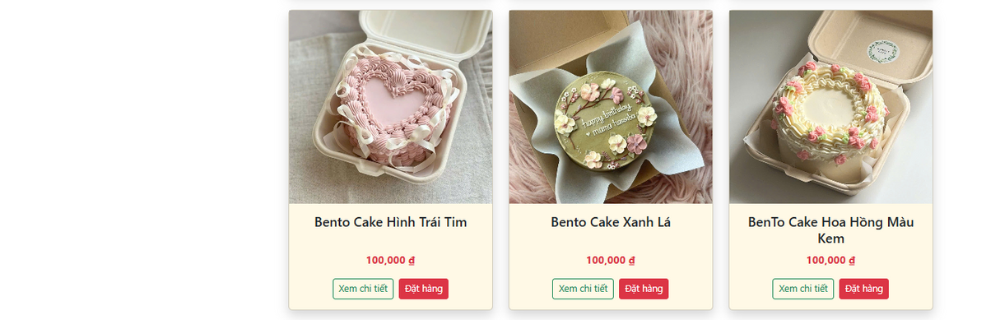 happy birthday
mama hassiba
Bento Cake Hình Trái Tim
100,000 ₫
Xem chi tiết
Đặt hàng
Bento Cake Xanh Lá
100,000 ₫
Xem chi tiết
Đặt hàng
BenTo Cake Hoa Hồng Màu
Kem
100,000 ₫
Xem chi tiết
Đặt hàng